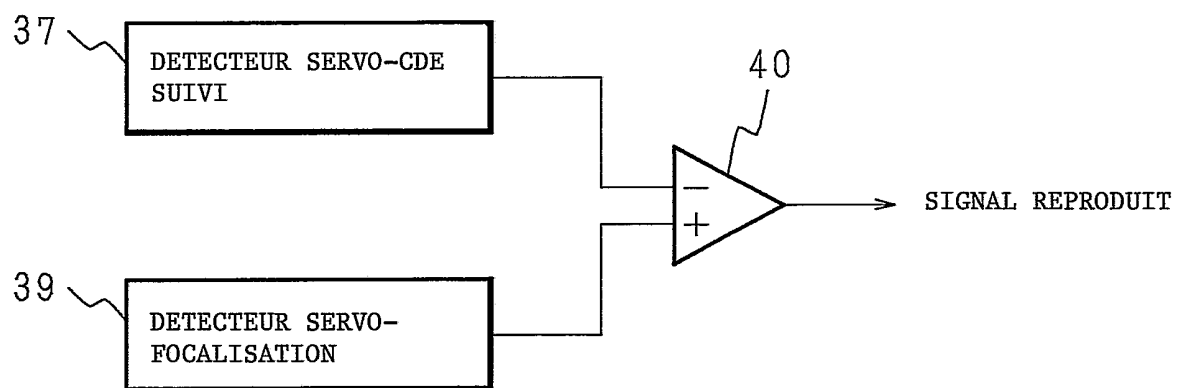 37
DETECTEUR SERVO-CDE
SUIVI
40
−
+
SIGNAL REPRODUIT
39
DETECTEUR SERVO-
FOCALISATION